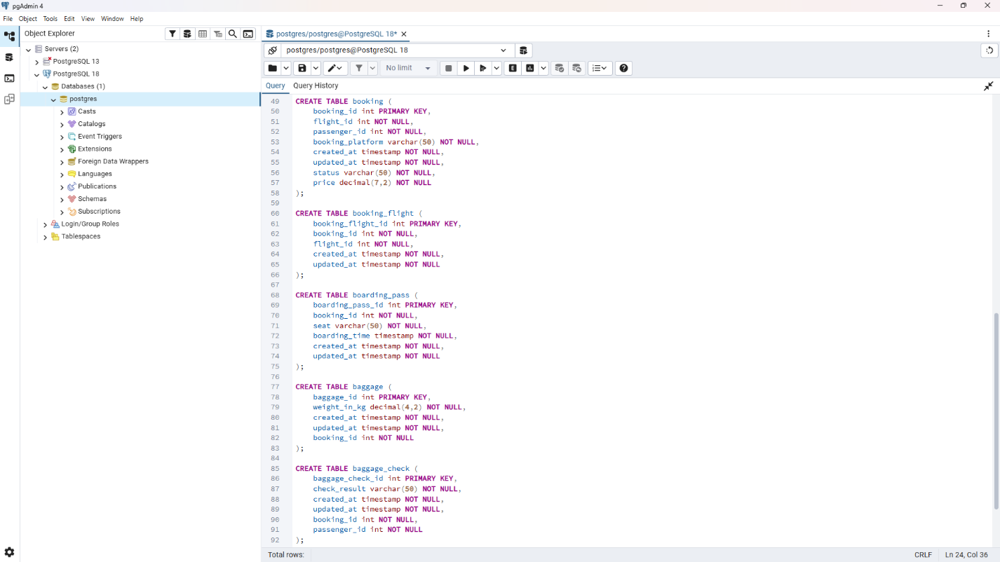 pgAdmin 4
File Object Tools Edit View Window Help
Object Explorer
Servers (2)
PostgreSQL 13
PostgreSQL 18
Databases (1)
postgres
Casts
Catalogs
Event Triggers
Extensions
Foreign Data Wrappers
Languages
Publications
Schemas
Subscriptions
Login/Group Roles
Tablespaces
postgres/postgres@PostgreSQL 18*
postgres/postgres@PostgreSQL 18
No limit
E
Query Query History
49 CREATE TABLE booking (
50 booking_id int PRIMARY KEY,
51 flight_id int NOT NULL,
52 passenger_id int NOT NULL,
53 booking_platform varchar(50) NOT NULL,
54 created_at timestamp NOT NULL,
55 updated_at timestamp NOT NULL,
56 status varchar(50) NOT NULL,
57 price decimal(7,2) NOT NULL
58 );
59
60 CREATE TABLE booking_flight (
61 booking_flight_id int PRIMARY KEY,
62 booking_id int NOT NULL,
63 flight_id int NOT NULL,
64 created_at timestamp NOT NULL,
65 updated_at timestamp NOT NULL
66 );
67
68 CREATE TABLE boarding_pass (
69 boarding_pass_id int PRIMARY KEY,
70 booking_id int NOT NULL,
71 seat varchar(50) NOT NULL,
72 boarding_time timestamp NOT NULL,
73 created_at timestamp NOT NULL,
74 updated_at timestamp NOT NULL
75 );
76
77 CREATE TABLE baggage (
78 baggage_id int PRIMARY KEY,
79 weight_in_kg decimal(4,2) NOT NULL,
80 created_at timestamp NOT NULL,
81 updated_at timestamp NOT NULL,
82 booking_id int NOT NULL
83 );
84
85 CREATE TABLE baggage_check (
86 baggage_check_id int PRIMARY KEY,
87 check_result varchar(50) NOT NULL,
88 created_at timestamp NOT NULL,
89 updated_at timestamp NOT NULL,
90 booking_id int NOT NULL,
91 passenger_id int NOT NULL
92 );
Total rows:
CRLF
Ln 24, Col 36